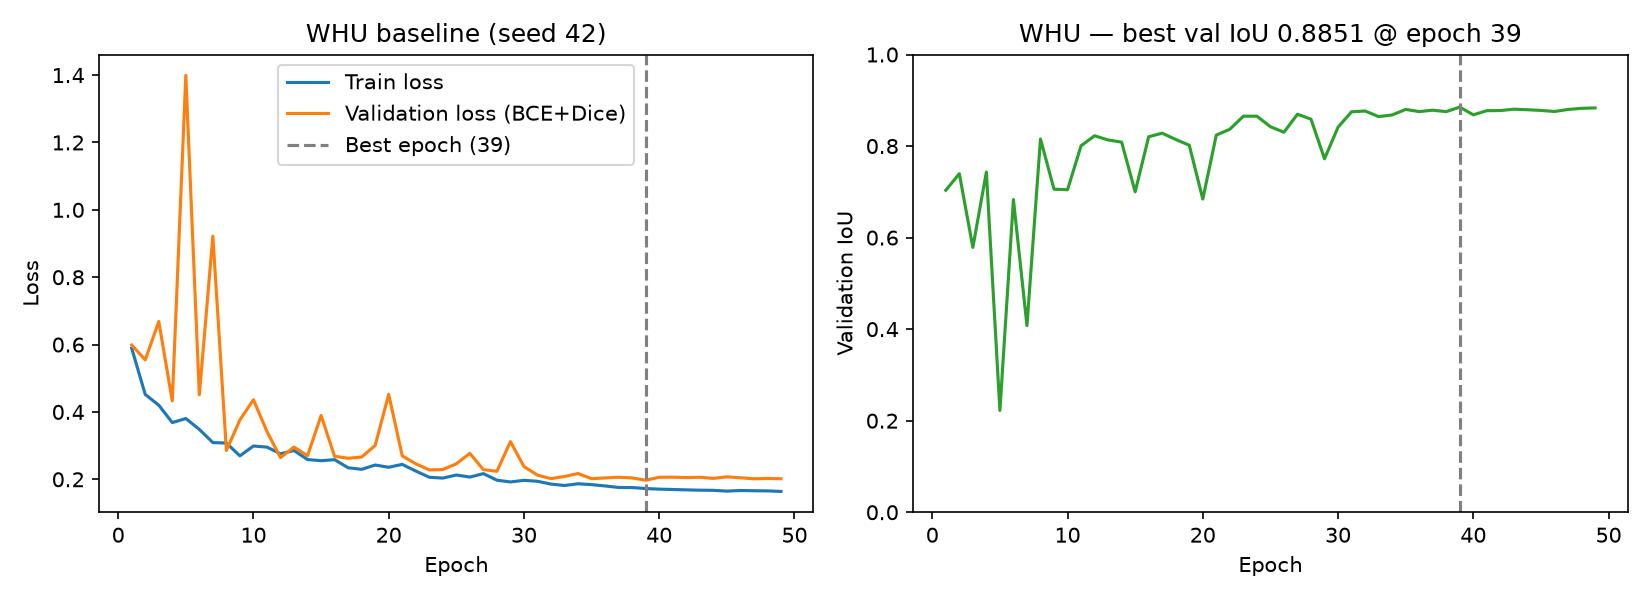 WHU baseline (seed 42)
Train loss
Validation loss (BCE+Dice)
Best epoch (39)
1.4
1.2
1.0
0.8
0.6
0.4
0.2
Loss
0 10 20 30 40 50
Epoch
WHU — best val IoU 0.8851 @ epoch 39
1.0
0.8
0.6
0.4
0.2
0.0
Validation IoU
0 10 20 30 40 50
Epoch